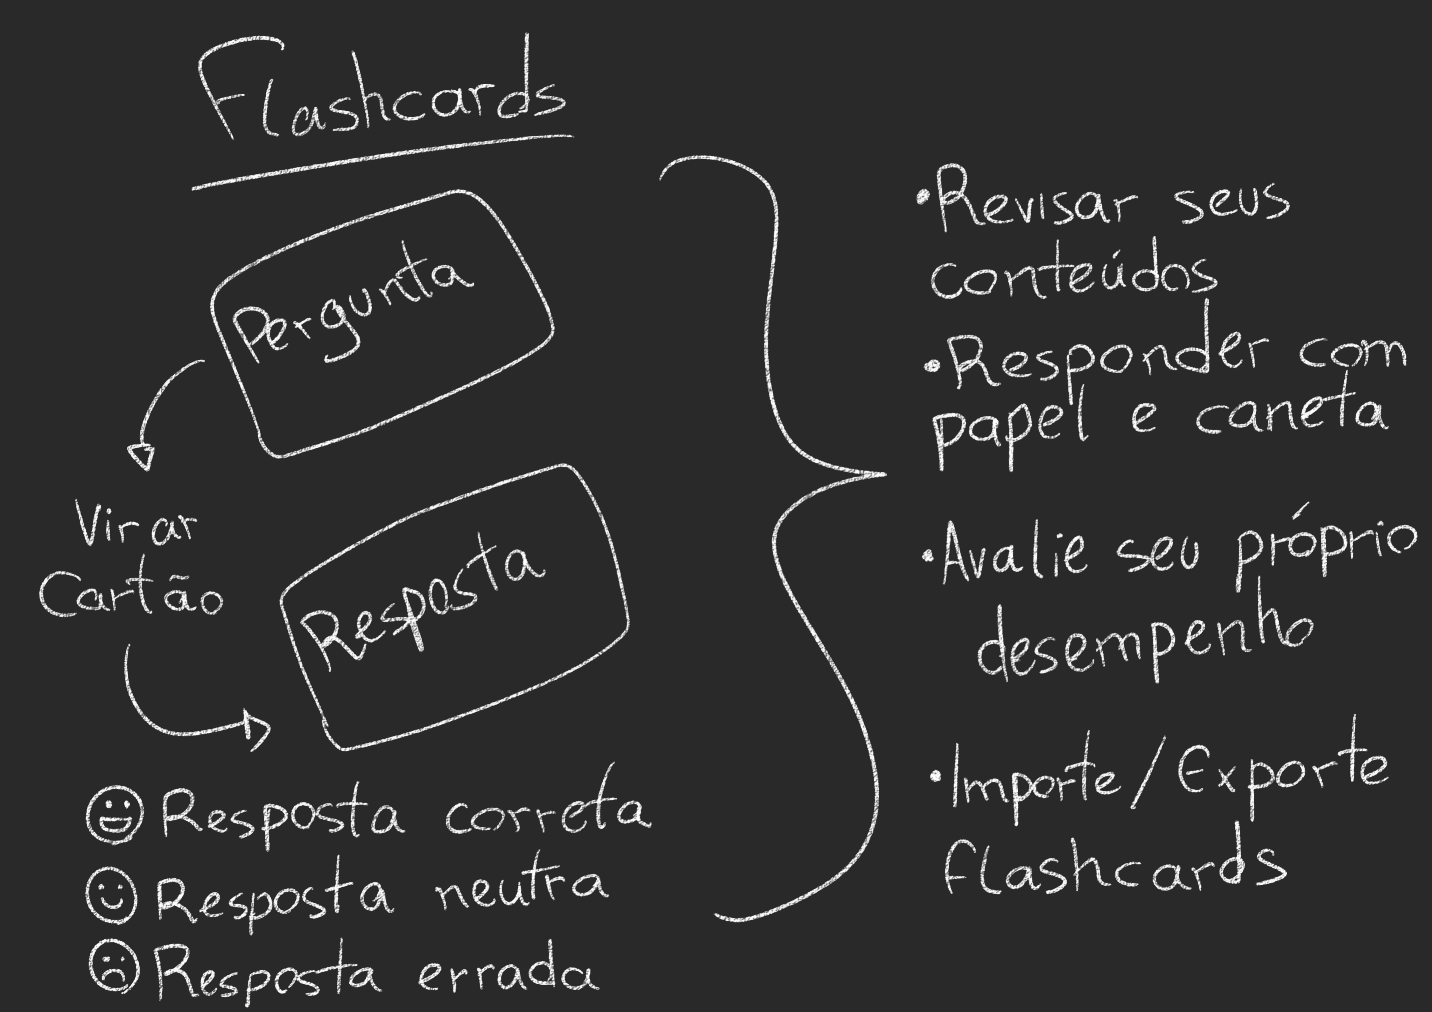 Flashcards
Pergunta
Virar
Cartão
Resposta
Resposta correta
Resposta neutra
Resposta errada
•Revisar seus
conteúdos
•Responder com
papel e caneta
•Avalie seu próprio
desempenho
•Importe/Exporte
flashcards